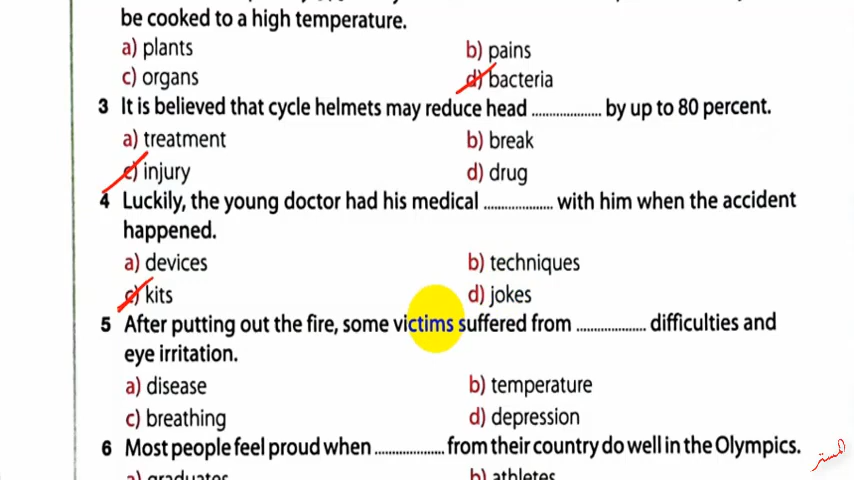 be cooked to a high temperature.
a) plants b) pains
c) organs d) bacteria
3 It is believed that cycle helmets may reduce head .................... by up to 80 percent.
a) treatment b) break
c) injury d) drug
4 Luckily, the young doctor had his medical .................... with him when the accident
happened.
a) devices b) techniques
c) kits d) jokes
5 After putting out the fire, some victims suffered from .................... difficulties and
eye irritation.
a) disease b) temperature
c) breathing d) depression
6 Most people feel proud when .................... from their country do well in the Olympics.
a) graduates b) athletes